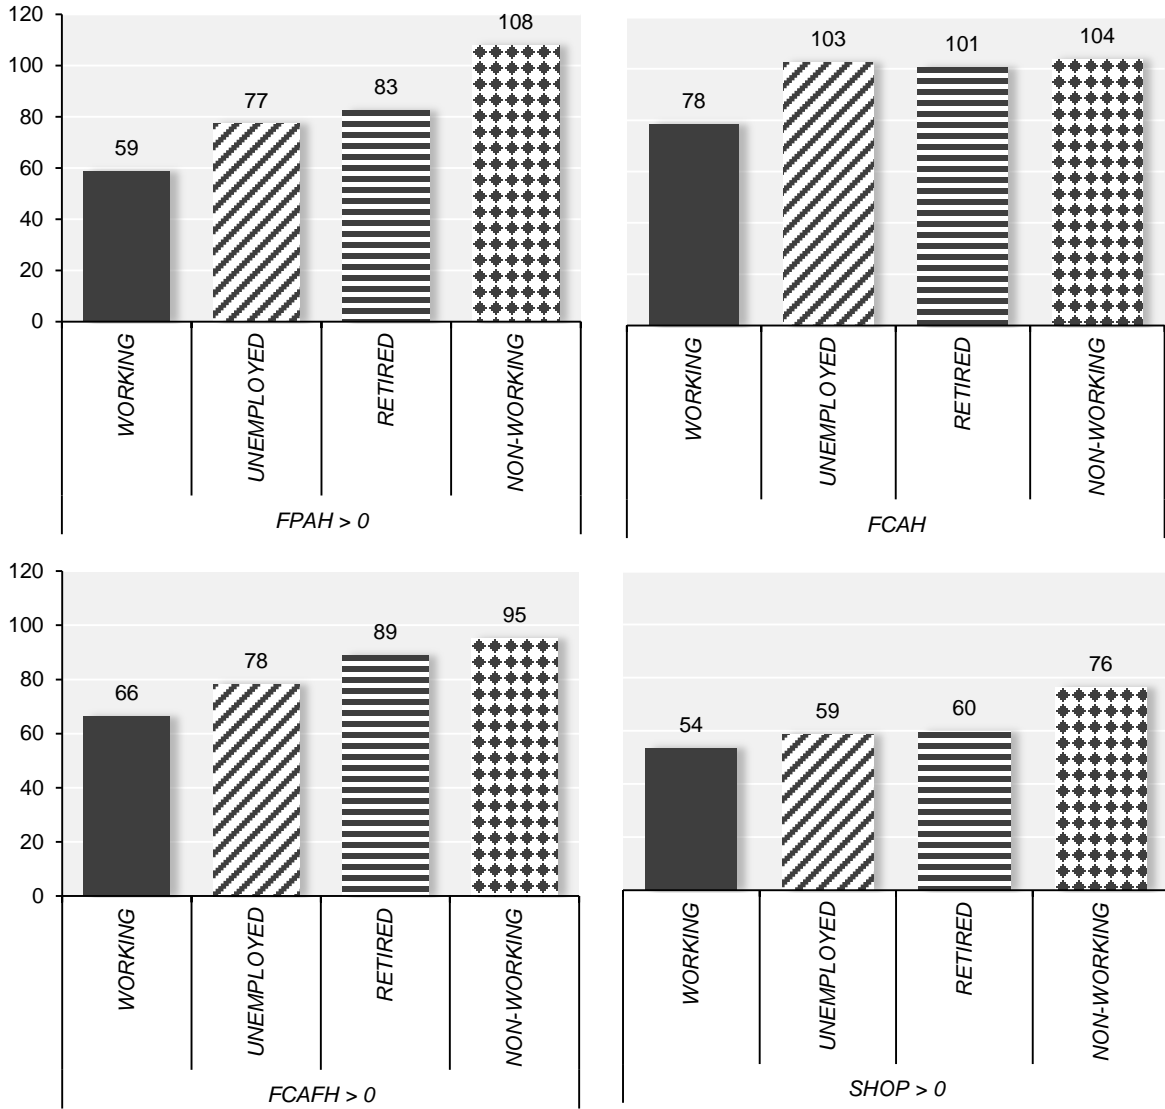 120
100
80
60
40
20
0
59
77
83
108
WORKING
UNEMPLOYED
RETIRED
NON-WORKING
FPAH > 0
78
103
101
104
WORKING
UNEMPLOYED
RETIRED
NON-WORKING
FCAH
120
100
80
60
40
20
0
66
78
89
95
WORKING
UNEMPLOYED
RETIRED
NON-WORKING
FCAFH > 0
54
59
60
76
WORKING
UNEMPLOYED
RETIRED
NON-WORKING
SHOP > 0